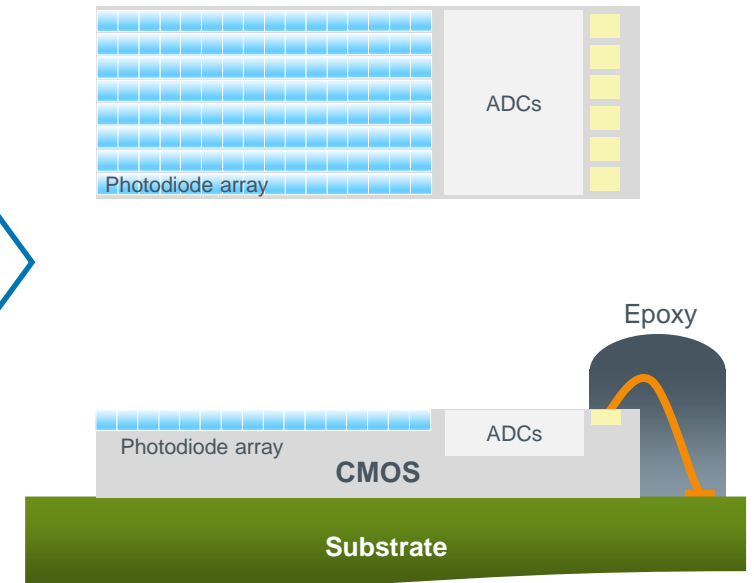 ADCs
Photodiode array
Epoxy
ADCs
Photodiode array
CMOS
Substrate